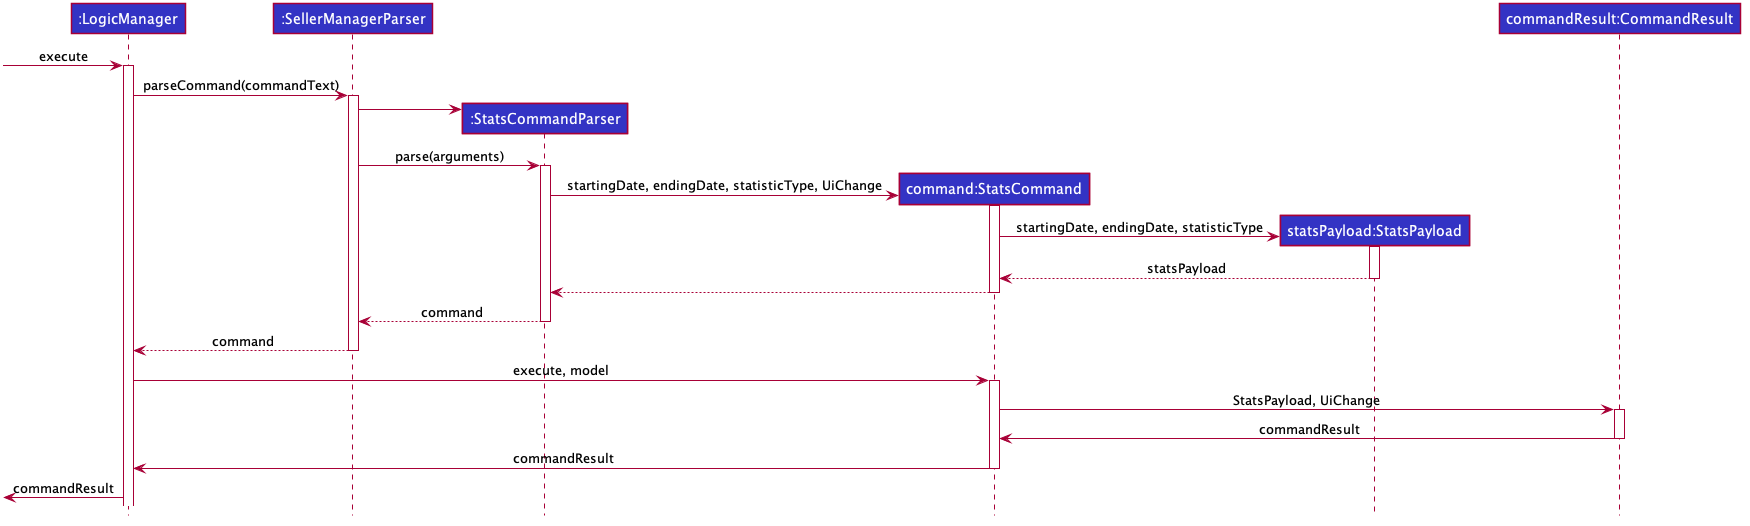 :LogicManager
:SellerManagerParser
commandResult:CommandResult
execute
parseCommand(commandText)
:StatsCommandParser
parse(arguments)
startingDate, endingDate, statisticType, UiChange
command:StatsCommand
startingDate, endingDate, statisticType
statsPayload:StatsPayload
statsPayload
command
command
execute, model
StatsPayload, UiChange
commandResult
commandResult
commandResult